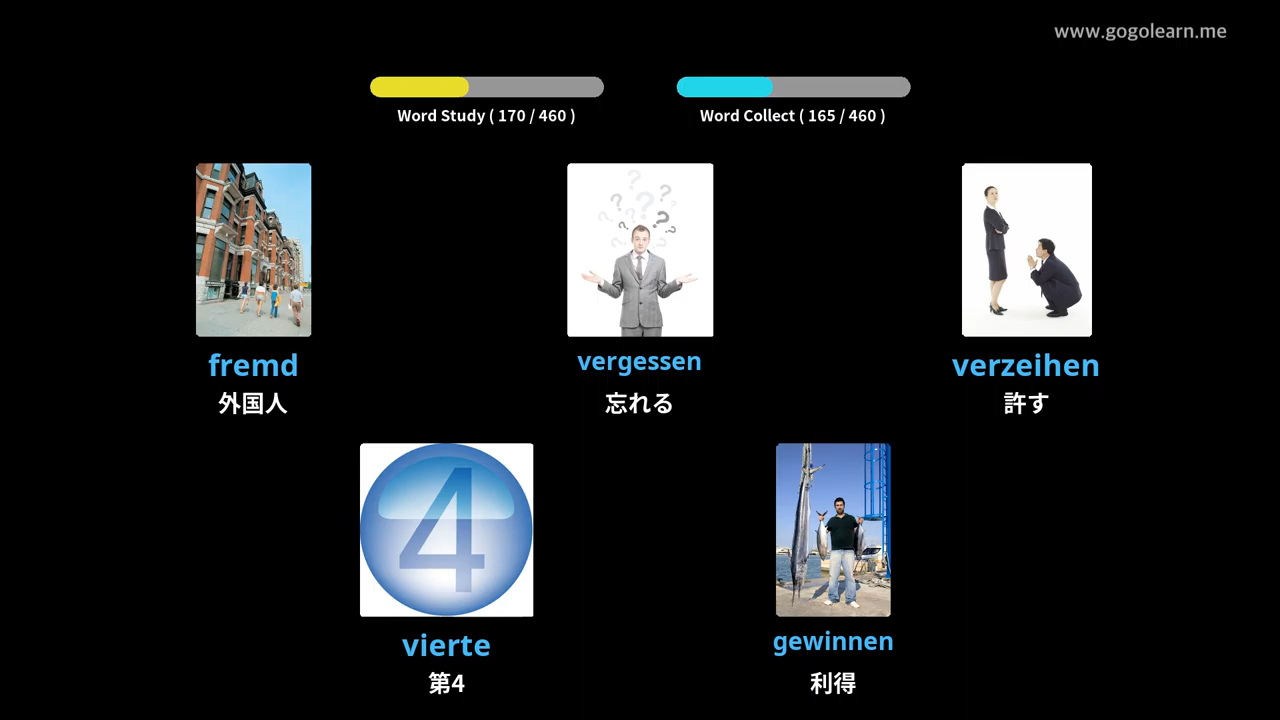 www.gogolearn.me
Word Study ( 170 / 460 )
Word Collect ( 165 / 460 )
fremd
外国人
vergessen
忘れる
verzeihen
許す
4
vierte
第4
gewinnen
利得